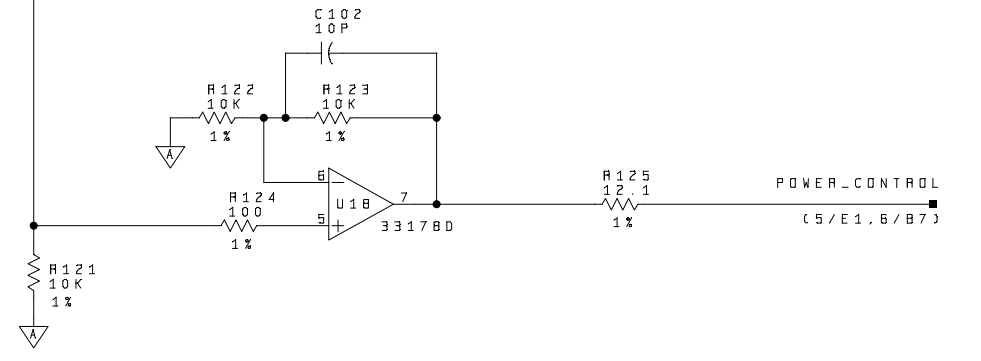 C102
10P
R122
10K
1%
R123
10K
1%
A
6
7
U1B
5
33178D
R124
100
1%
R125
12.1
1%
POWER_CONTROL
(5/E1,6/B7)
R121
10K
1%
A